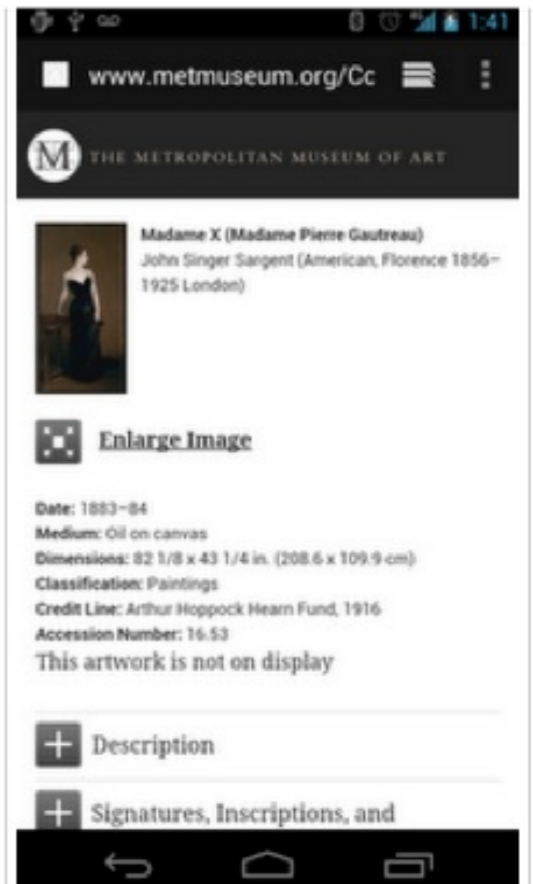 1:41
www.metmuseum.org/Cc
M THE METROPOLITAN MUSEUM OF ART
Madame X (Madame Pierre Gautreau)
John Singer Sargent (American, Florence 1856–
1925 London)
Enlarge Image
Date: 1883–84
Medium: Oil on canvas
Dimensions: 82 1/8 x 43 1/4 in. (208.6 x 109.9 cm)
Classification: Paintings
Credit Line: Arthur Hoppock Hearn Fund, 1916
Accession Number: 16.53
This artwork is not on display
Description
Signatures, Inscriptions, and